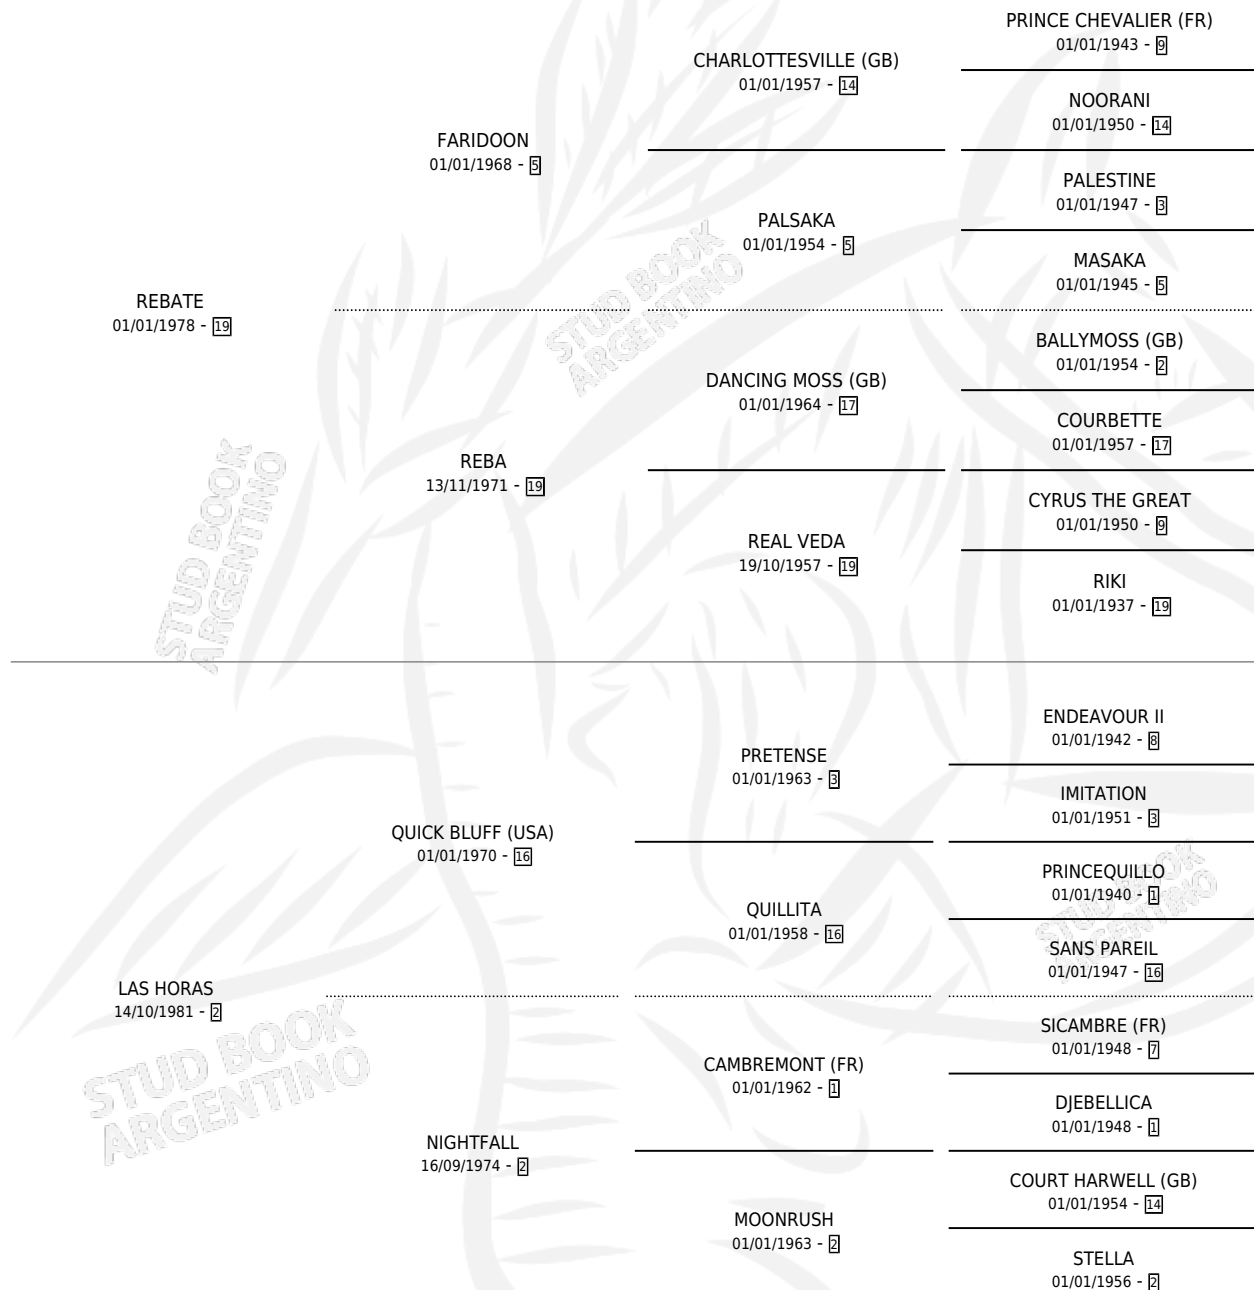 PRINCE CHEVALIER (FR)
01/01/1943 - 9
CHARLOTTESVILLE (GB)
01/01/1957 - 14
NOORANI
01/01/1950 - 14
FARIDOON
01/01/1968 - 5
PALESTINE
01/01/1947 - 3
PALSAKA
01/01/1954 - 5
MASAKA
01/01/1945 - 5
REBATE
01/01/1978 - 19
STUD BOOK
ARGENTINO
BALLYMOSS (GB)
01/01/1954 - 2
DANCING MOSS (GB)
01/01/1964 - 17
COURBETTE
01/01/1957 - 17
REBA
13/11/1971 - 19
CYRUS THE GREAT
01/01/1950 - 9
REAL VEDA
19/10/1957 - 19
RIKI
01/01/1937 - 19
STUD BOOK
ARGENTINO
ENDEAVOUR II
01/01/1942 - 8
PRETENSE
01/01/1963 - 3
IMITATION
01/01/1951 - 3
QUICK BLUFF (USA)
01/01/1970 - 16
PRINCEQUILLO
01/01/1940 - 1
QUILLITA
01/01/1958 - 16
SANS PAREIL
01/01/1947 - 16
STUD BOOK
ARGENTINO
LAS HORAS
14/10/1981 - 2
SICAMBRE (FR)
01/01/1948 - 7
CAMBREMONT (FR)
01/01/1962 - 1
DJEBELLICA
01/01/1948 - 1
STUD BOOK
ARGENTINO
NIGHTFALL
16/09/1974 - 2
COURT HARWELL (GB)
01/01/1954 - 14
MOONRUSH
01/01/1963 - 2
STELLA
01/01/1956 - 2